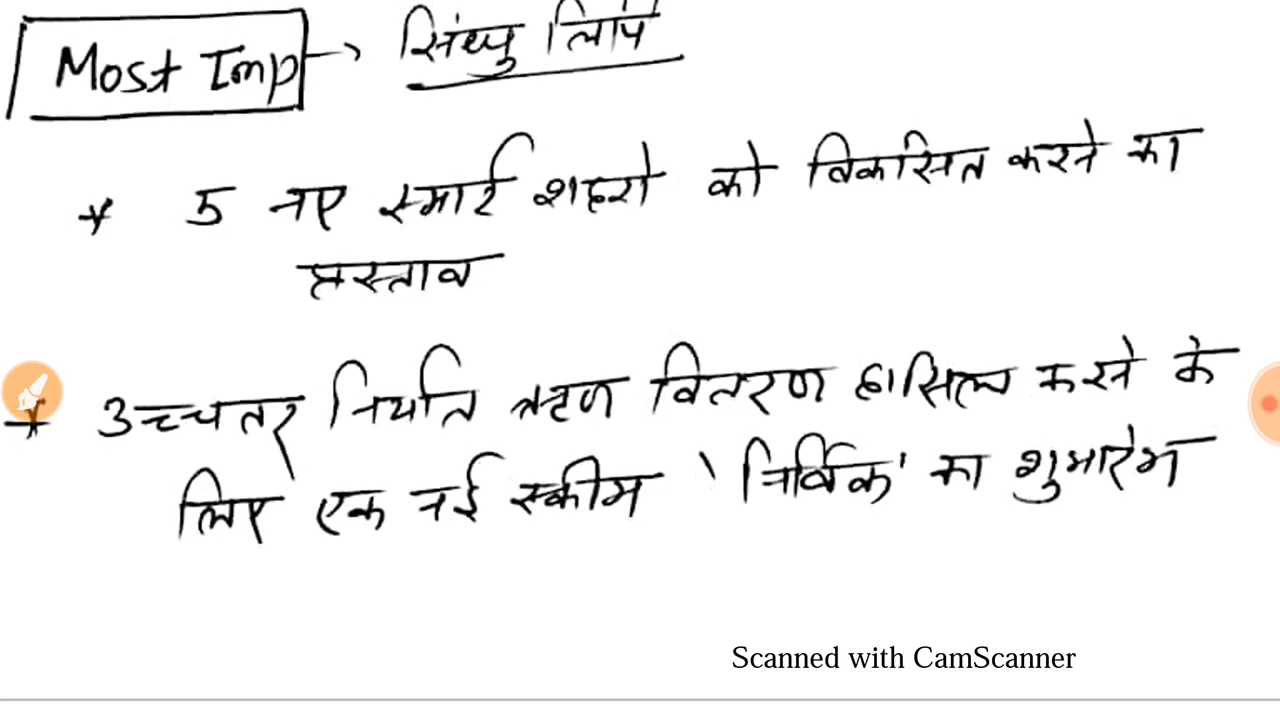 Most Imp → सिंधु लिपि
* 5 नए स्मार्ट शहरो को विकसित करने का
प्रस्ताव
* उच्चतर निर्यात ऋण वितरण हासिल करने के
लिए एक नई स्कीम 'निर्विक' का शुभारंभ
Scanned with CamScanner